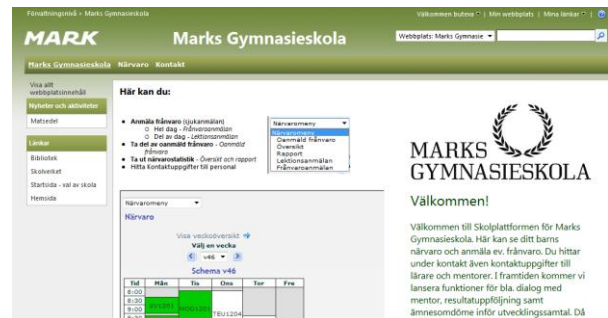 Förvaltningsnivå > Marks Gymnasieskola
Välkommen buteva | Min webbplats | Mina länkar |
MARK
Marks Gymnasieskola
Webbplats: Marks Gymnasie
Marks Gymnasieskola Närvaro Kontakt
Visa allt
webbplatsinnehåll
Nyheter och aktiviteter
Matsedel
Länkar
Bibliotek
Skolverket
Startsida - val av skola
Hemsida
Här kan du:
Anmäla frånvaro (sjukanmälan)
Hel dag - Frånvaroanmälan
Del av dag - Lektionsanmälan
Ta del av oanmäld frånvaro - Oanmäld
frånvaro
Ta ut närvarostatistik - Översikt och rapport
Hitta Kontaktuppgifter till personal
Närvaromeny
Närvaromeny
Oanmäld frånvaro
Översikt
Rapport
Lektionsanmälan
Frånvaroanmälan
Närvaromeny
Närvaro
Visa veckoöversikt
Välj en vecka
v46
Schema v46
Tid Mån Tis Ons Tor Fre
8:00
8:30
9:00
TEU1204
MARKS
GYMNASIESKOLA
Välkommen!
Välkommen till Skolplattformen för Marks
Gymnasieskola. Här kan se ditt barns
närvaro och anmäla ev. frånvaro. Du hittar
under kontakt även kontaktuppgifter till
lärare och mentorer. I framtiden kommer vi
lansera funktioner för bla. dialog med
mentor, resultatuppföljning samt
ämnesomdöme inför utvecklingssamtal. Då